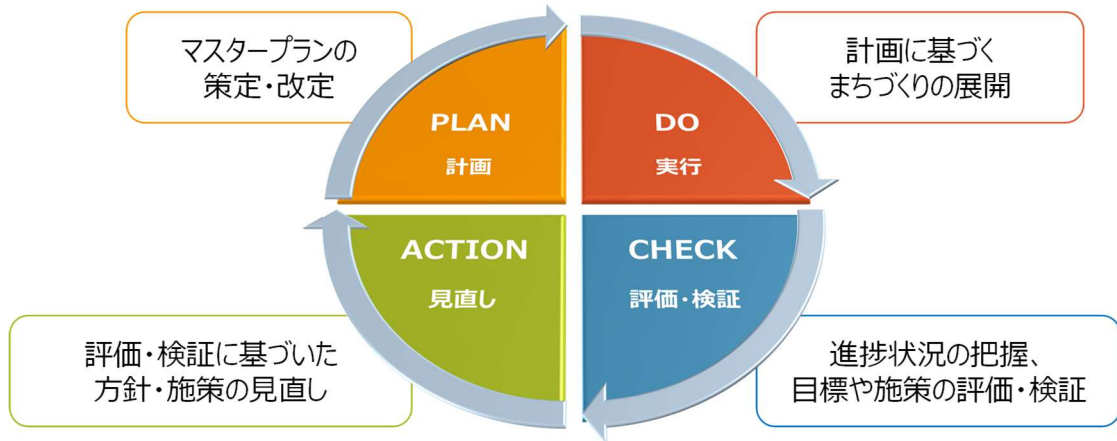 マスタープランの
策定・改定
PLAN
計画
DO
実行
計画に基づく
まちづくりの展開
ACTION
見直し
CHECK
評価・検証
評価・検証に基づいた
方針・施策の見直し
進捗状況の把握、
目標や施策の評価・検証